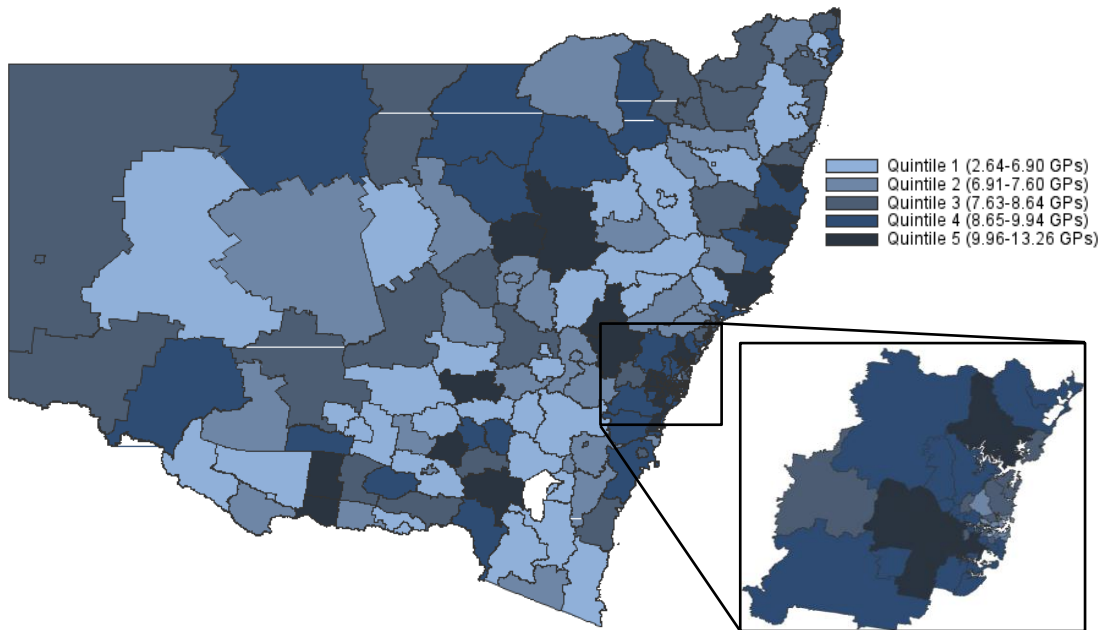 Quintile 1 (2.64-6.90 GPs)
Quintile 2 (6.91-7.60 GPs)
Quintile 3 (7.63-8.64 GPs)
Quintile 4 (8.65-9.94 GPs)
Quintile 5 (9.96-13.26 GPs)